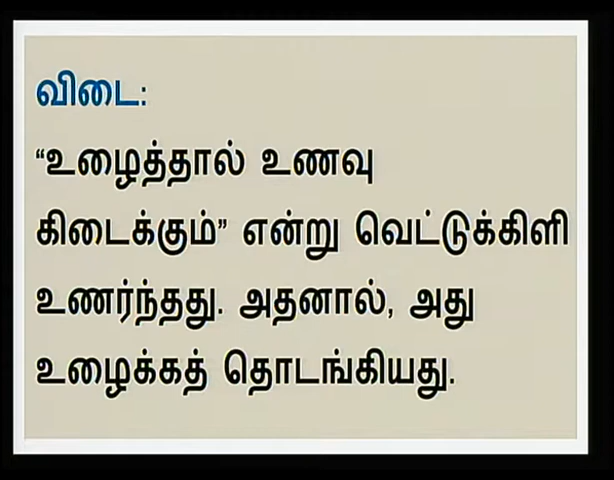 விடை:
“உழைத்தால் உணவு
கிடைக்கும்” என்று வெட்டுக்கிளி
உணர்ந்தது. அதனால், அது
உழைக்கத் தொடங்கியது.